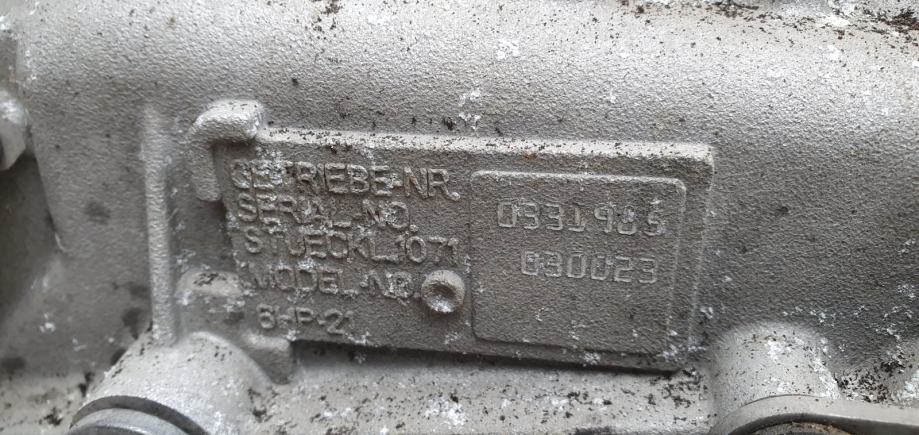 GETRIEBE-NR.
SERIAL-NO. 0331985
STUECKL.1071
MODEL-NO. 030023
6HP-21